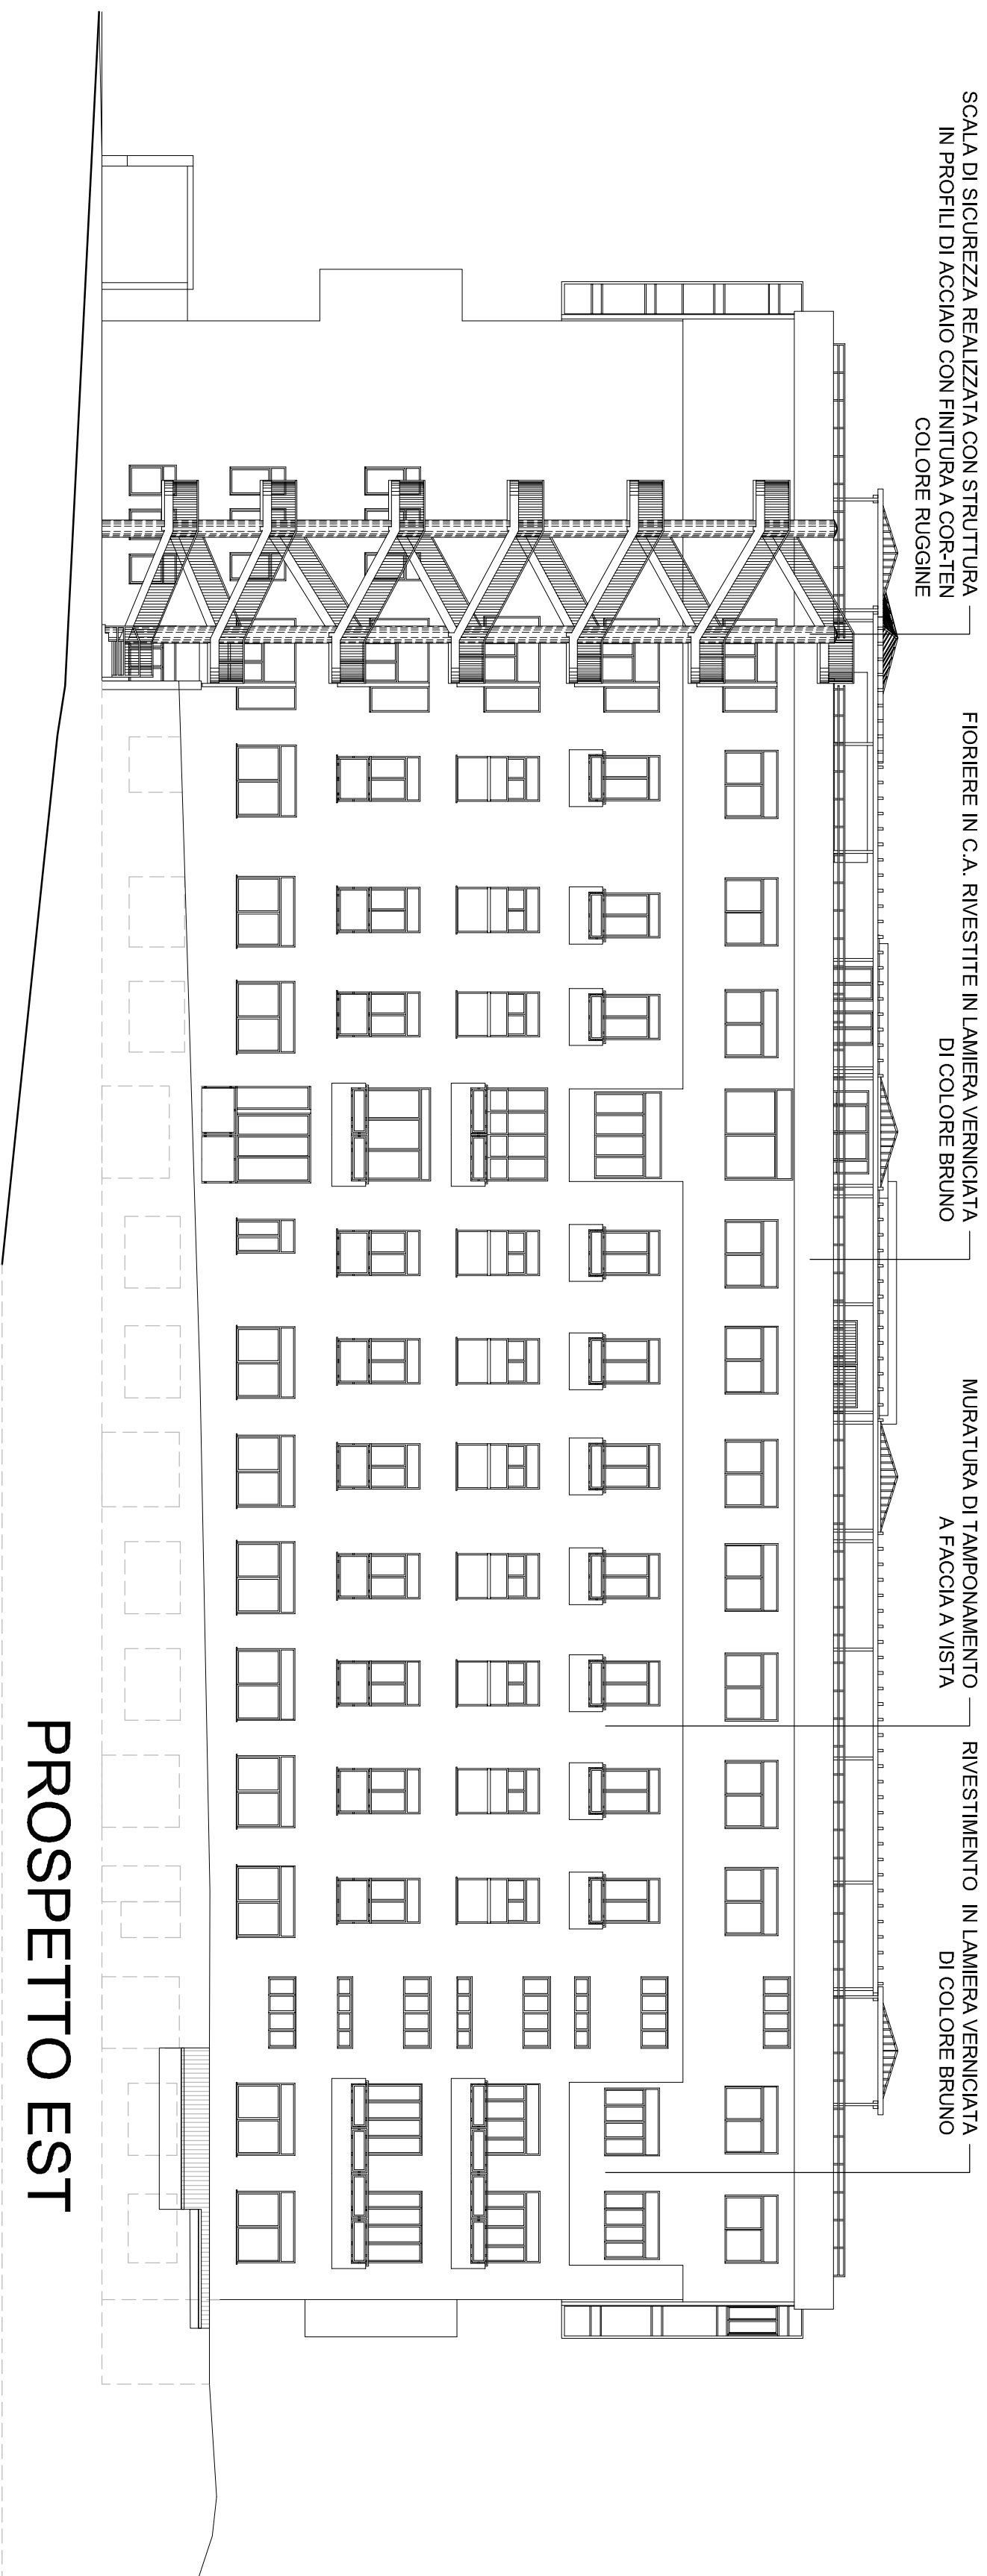 SCALA DI SICUREZZA REALIZZATA CON STRUTTURA
IN PROFILI DI ACCIAIO CON FINITURA A COR-TEN
COLORE RUGGINE
FIORIERE IN C.A. RIVESTITE IN LAMIERA VERNICIATA
DI COLORE BRUNO
MURATURA DI TAMPONAMENTO
A FACCIA A VISTA
RIVESTIMENTO IN LAMIERA VERNICIATA
DI COLORE BRUNO
PROSPETTO EST